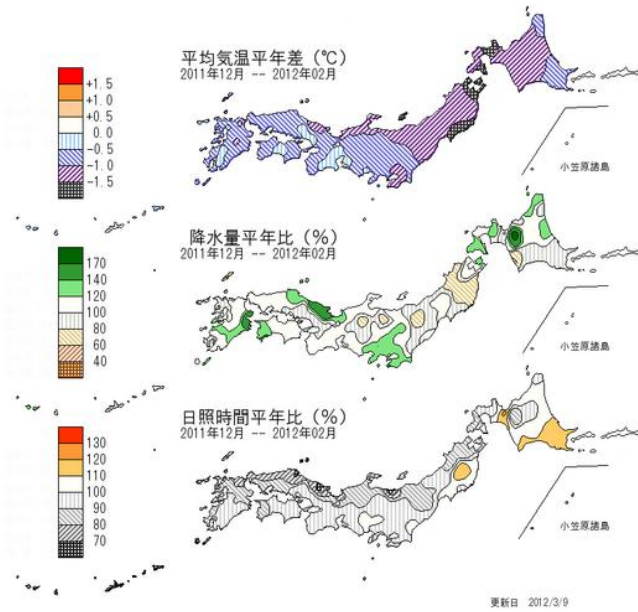 平均気温平年差(℃)
2011年12月 -- 2012年02月
+1.5
+1.0
+0.5
0.0
-0.5
-1.0
-1.5
小笠原諸島
降水量平年比(%)
2011年12月 -- 2012年02月
170
140
120
100
80
60
40
小笠原諸島
日照時間平年比(%)
2011年12月 -- 2012年02月
130
120
110
100
90
80
70
小笠原諸島
更新日 2012/3/9